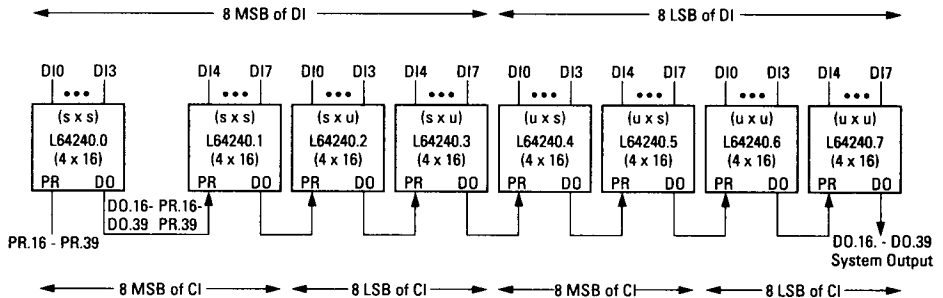 8 MSB of DI 8 LSB of DI
DI0 DI3 DI4 DI7 DI0 DI3 DI4 DI7 DI4 DI7 DI4 DI7 DI0 DI3 DI4 DI7
(s x s) (s x s) (s x u) (s x u) (u x s) (u x s) (u x u) (u x u)
L64240.0 L64240.1 L64240.2 L64240.3 L64240.4 L64240.5 L64240.6 L64240.7
(4 x 16) (4 x 16) (4 x 16) (4 x 16) (4 x 16) (4 x 16) (4 x 16) (4 x 16)
PR DO PR DO PR DO PR DO PR DO PR DO PR DO PR DO
DO.16- PR.16-
DO.39 PR.39
PR.16 - PR.39
DO.16. - DO.39
System Output
8 MSB of CI 8 LSB of CI 8 MSB of CI 8 LSB of CI